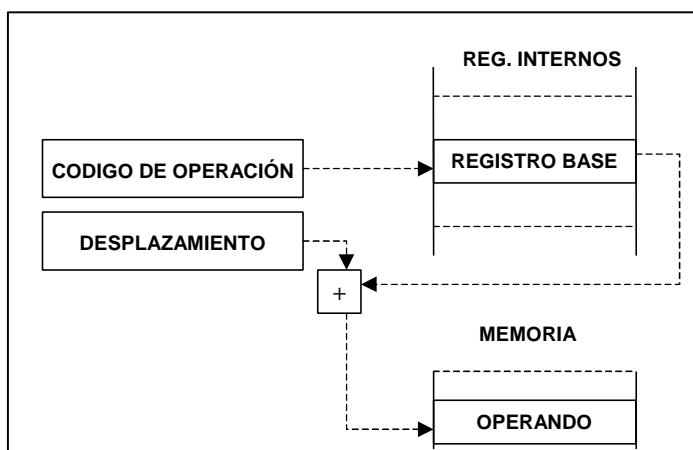 REG. INTERNOS
CODIGO DE OPERACIÓN
REGISTRO BASE
DESPLAZAMIENTO
+
MEMORIA
OPERANDO